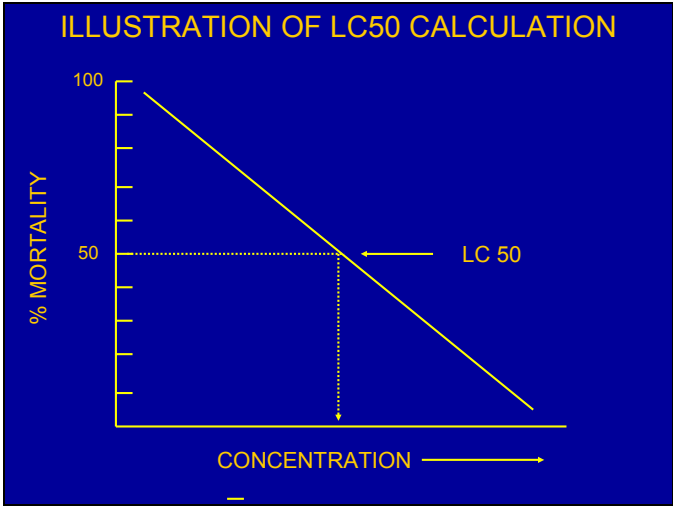 ILLUSTRATION OF LC50 CALCULATION
100
% MORTALITY
50
LC 50
CONCENTRATION